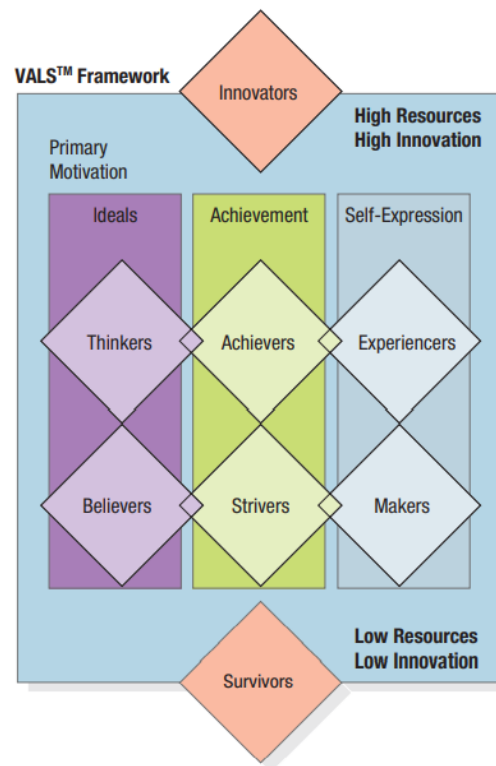 VALS™ Framework
Innovators
High Resources
High Innovation
Primary
Motivation
Ideals
Achievement
Self-Expression
Thinkers
Achievers
Experiencers
Believers
Strivers
Makers
Low Resources
Low Innovation
Survivors